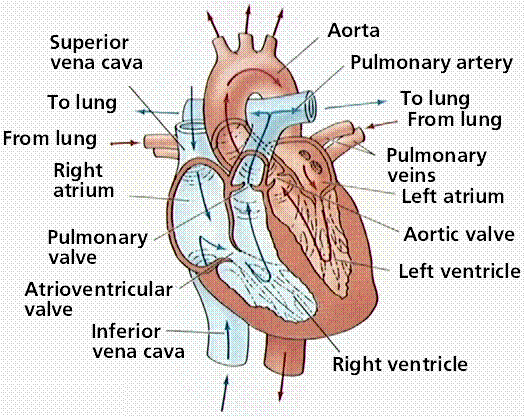 Superior
vena cava
Aorta
Pulmonary artery
To lung
To lung
From lung
From lung
Right
atrium
Pulmonary
veins
Left atrium
Pulmonary
valve
Aortic valve
Atrioventricular
valve
Left ventricle
Inferior
vena cava
Right ventricle